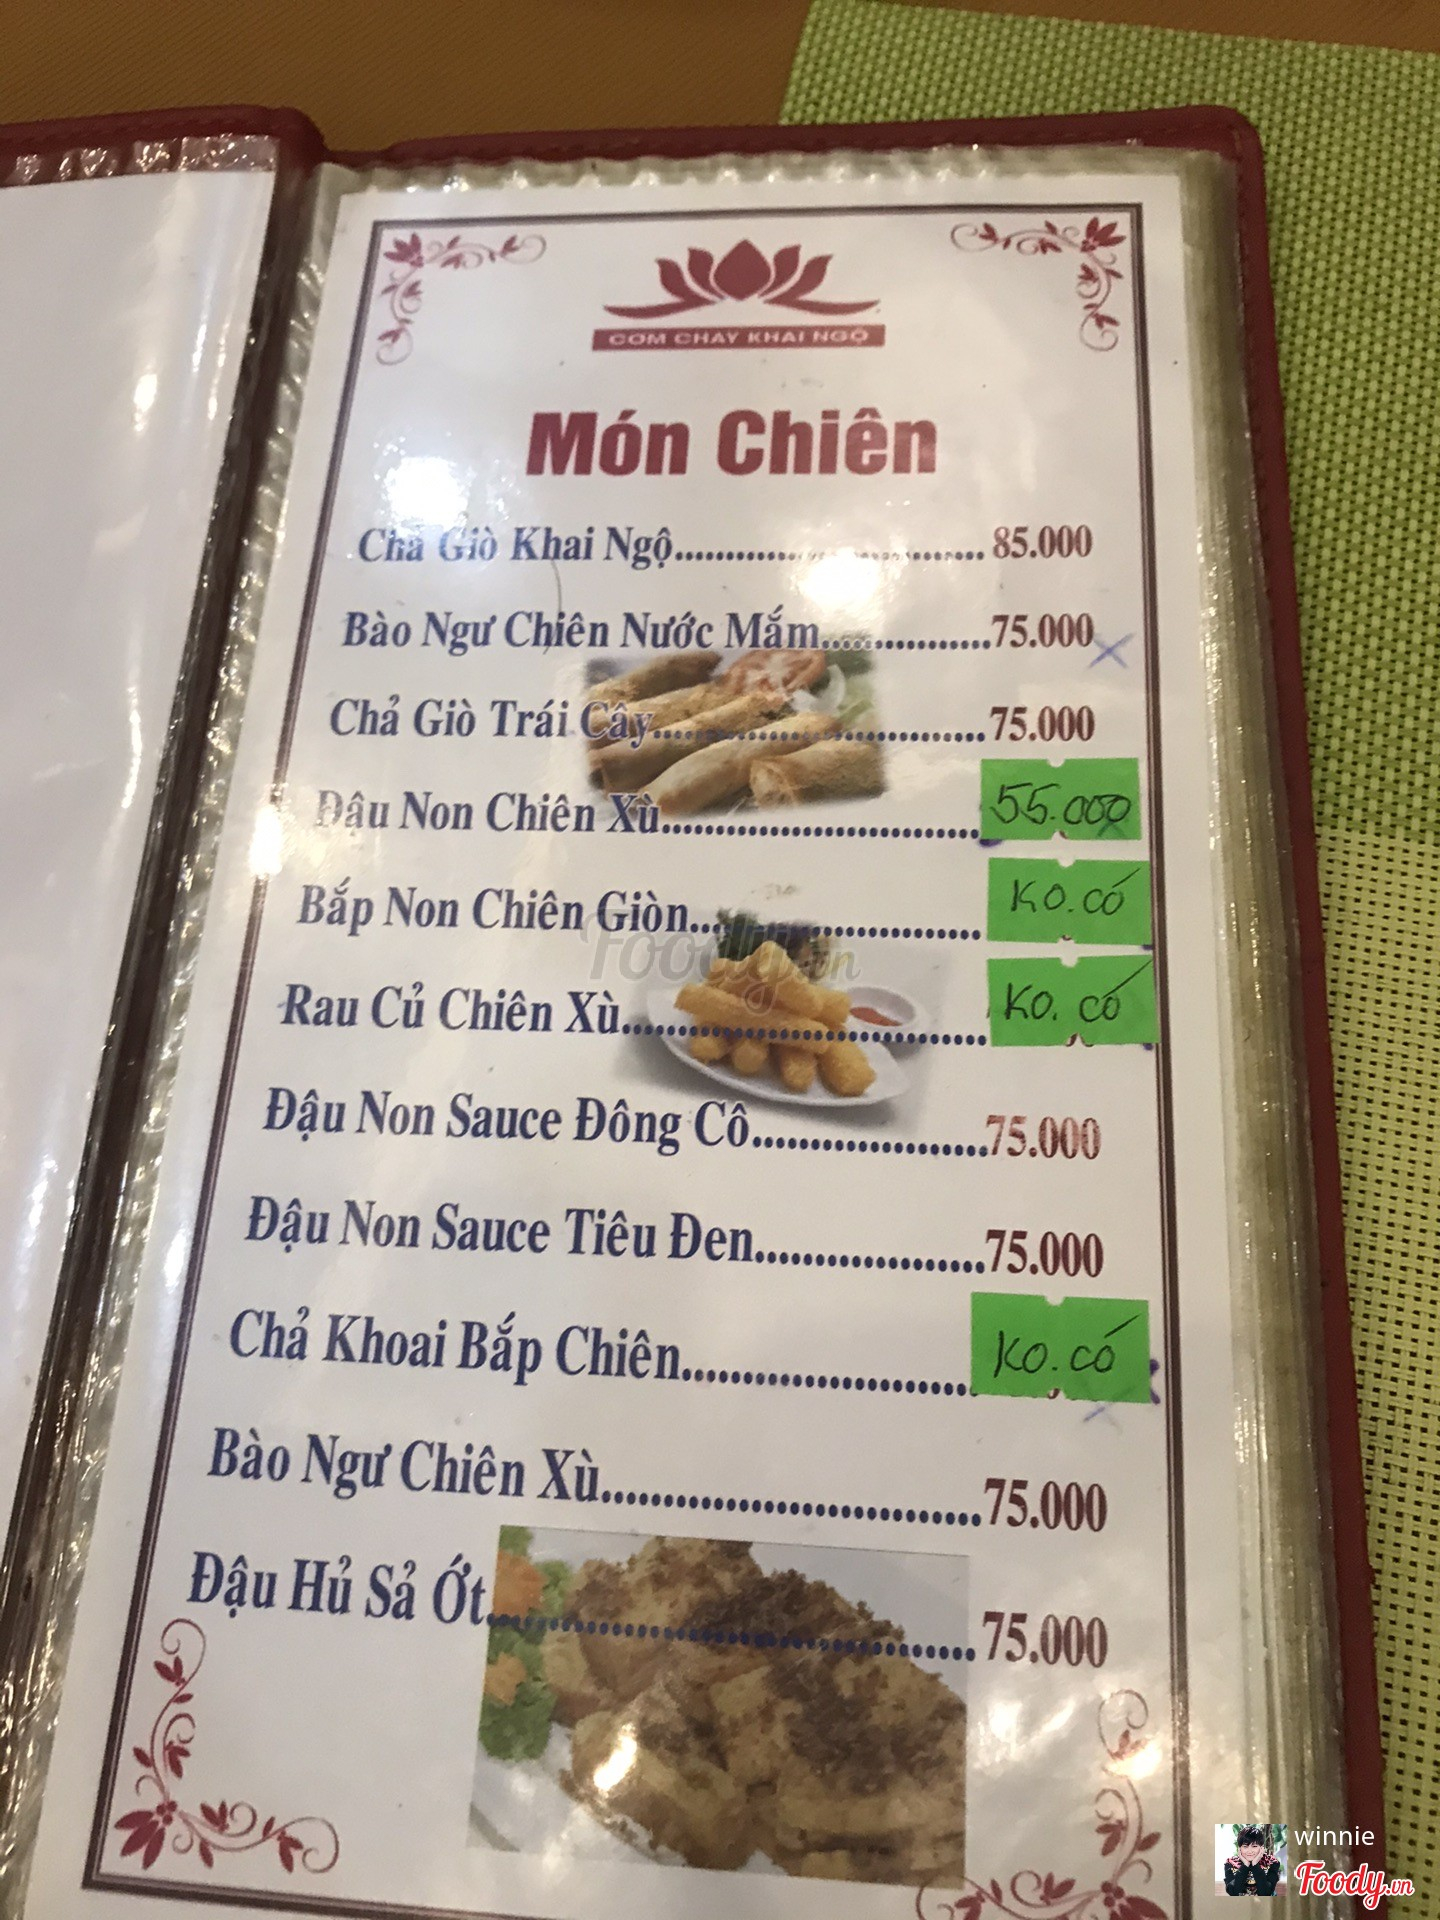 COM CHAY KHAI NGỘ
Món Chiên
Chả Giò Khai Ngộ................................ 85.000
Bào Ngư Chiên Nước Mắm.................75.000
Chả Giò Trái Cây................................75.000
Đậu Non Chiên Xù..............................55.000
Bắp Non Chiên Giòn...........................Ko.có
Rau Củ Chiên Xù................................Ko.có
Đậu Non Sauce Đông Cô....................75.000
Đậu Non Sauce Tiêu Đen...................75.000
Chả Khoai Bắp Chiên.........................Ko.có
Bào Ngư Chiên Xù..............................75.000
Đậu Hủ Sả Ớt.....................................75.000
Foody.vn
winnie
Foody.vn